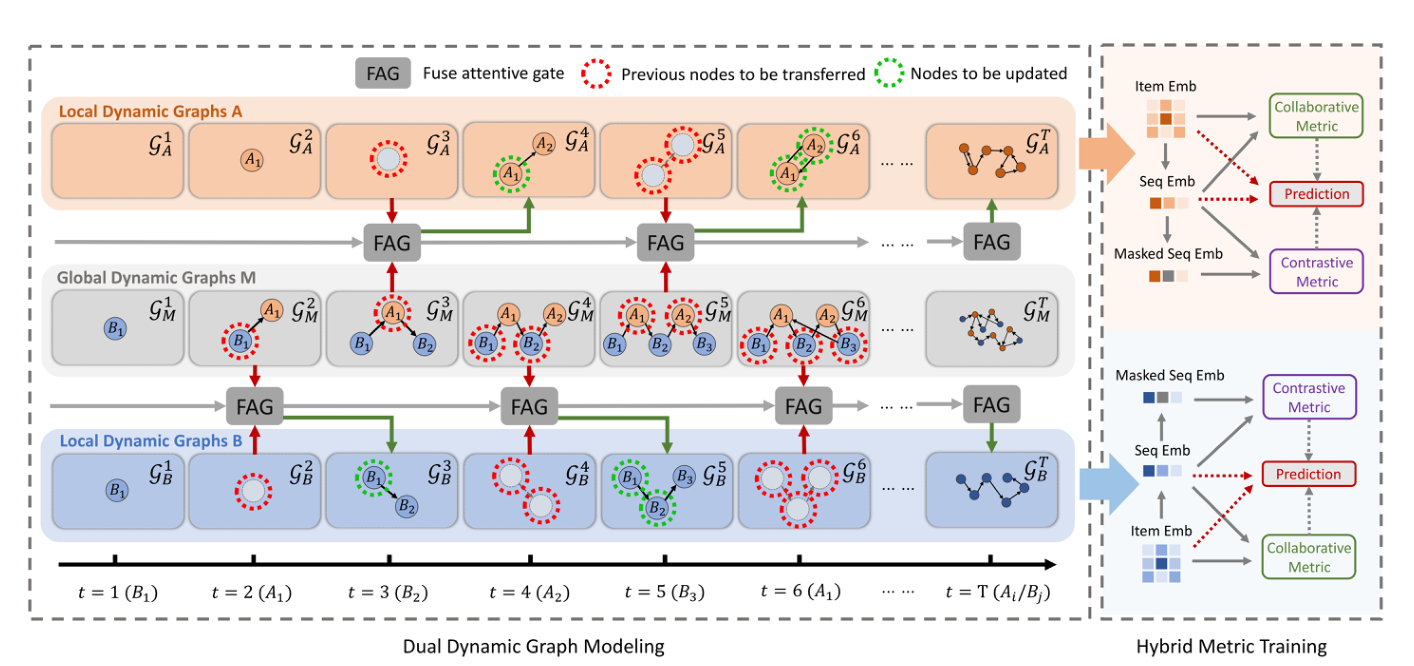 FAG Fuse attentive gate Previous nodes to be transferred Nodes to be updated
Local Dynamic Graphs A
𝒢_A^1 𝒢_A^2 𝒢_A^3 𝒢_A^4 𝒢_A^5 𝒢_A^6 𝒢_A^T
A₁ A₁ A₂ A₁ A₂ ... ...
FAG FAG ... ... FAG
Global Dynamic Graphs M
𝒢_M^1 𝒢_M^2 𝒢_M^3 𝒢_M^4 𝒢_M^5 𝒢_M^6 𝒢_M^T
A₁ A₁ A₁ A₂ A₁ A₂ A₁ A₂
B₁ B₁ B₁ B₂ B₁ B₂ B₁ B₂ B₃ B₁ B₂ B₃ ... ...
FAG FAG FAG ... ... FAG
Local Dynamic Graphs B
𝒢_B^1 𝒢_B^2 𝒢_B^3 𝒢_B^4 𝒢_B^5 𝒢_B^6 𝒢_B^T
B₁ B₁ B₂ B₁ B₂ B₃ ... ...
t = 1 (B₁) t = 2 (A₁) t = 3 (B₂) t = 4 (A₂) t = 5 (B₃) t = 6 (A₁) ... ... t = T (A_i/B_j)
Dual Dynamic Graph Modeling
Item Emb
Collaborative
Metric
Seq Emb
Prediction
Masked Seq Emb
Contrastive
Metric
Masked Seq Emb
Contrastive
Metric
Seq Emb
Prediction
Item Emb
Collaborative
Metric
Hybrid Metric Training